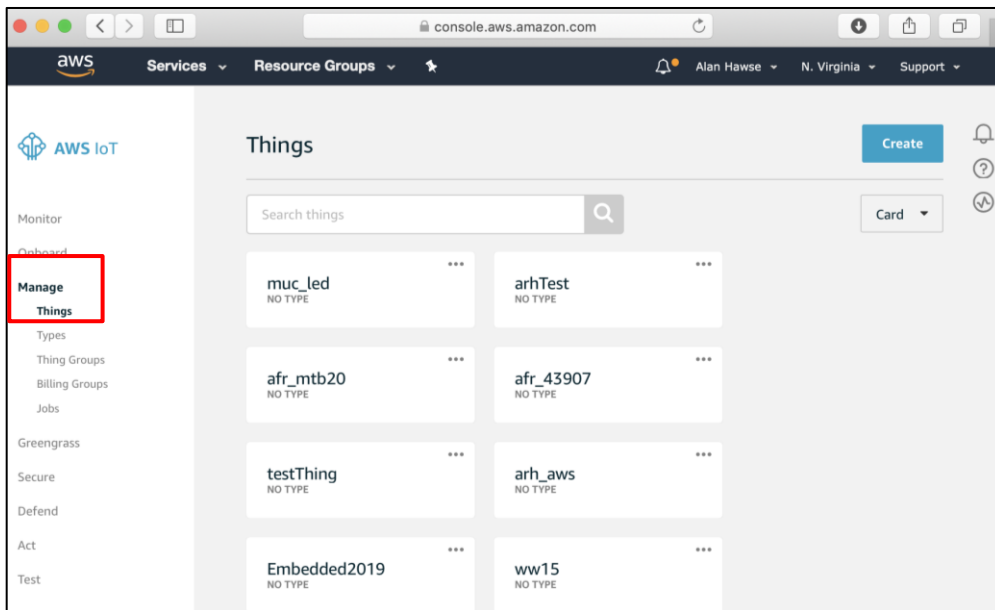 console.aws.amazon.com
aws Services Resource Groups Alan Hawse N. Virginia Support
AWS IoT
Monitor
Onboard
Manage
Things
Types
Thing Groups
Billing Groups
Jobs
Greengrass
Secure
Defend
Act
Test
Things Create
Search things Card
muc_led arhTest
NO TYPE NO TYPE
afr_mtb20 afr_43907
NO TYPE NO TYPE
testThing arh_aws
NO TYPE NO TYPE
Embedded2019 ww15
NO TYPE NO TYPE